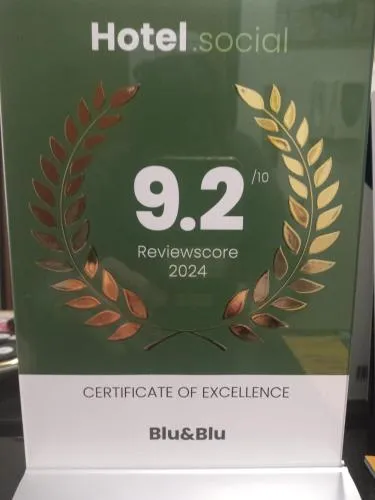 Hotel.social
9.2/10
Reviewscore
2024
CERTIFICATE OF EXCELLENCE
Blu&Blu